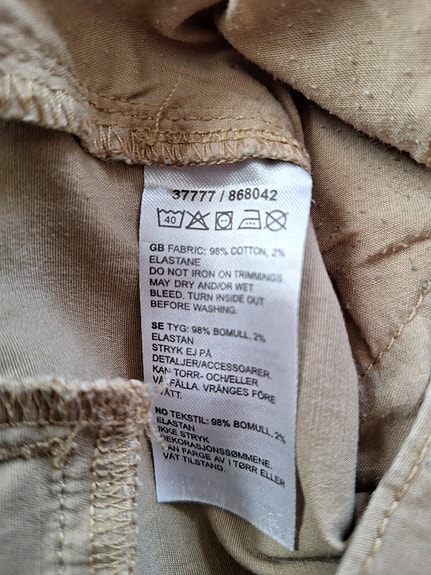 37777 / 868042
40
GB FABRIC: 98% COTTON, 2%
ELASTANE
DO NOT IRON ON TRIMMINGS
MAY DRY AND/OR WET
BLEED. TURN INSIDE OUT
BEFORE WASHING.
SE TYG: 98% BOMULL, 2%
ELASTAN
STRYK EJ PÅ
DETALJER/ACCESSOARER.
KAN TORR- OCH/ELLER
FÄLLA. VRÄNGES FÖRE
NO TEKSTIL: 98% BOMULL, 2%
ELASTAN
IKKE STRYK
DEKORASJONSSØMMENE.
FARGE AV I TØRR ELLER
VÅT TILSTAND.